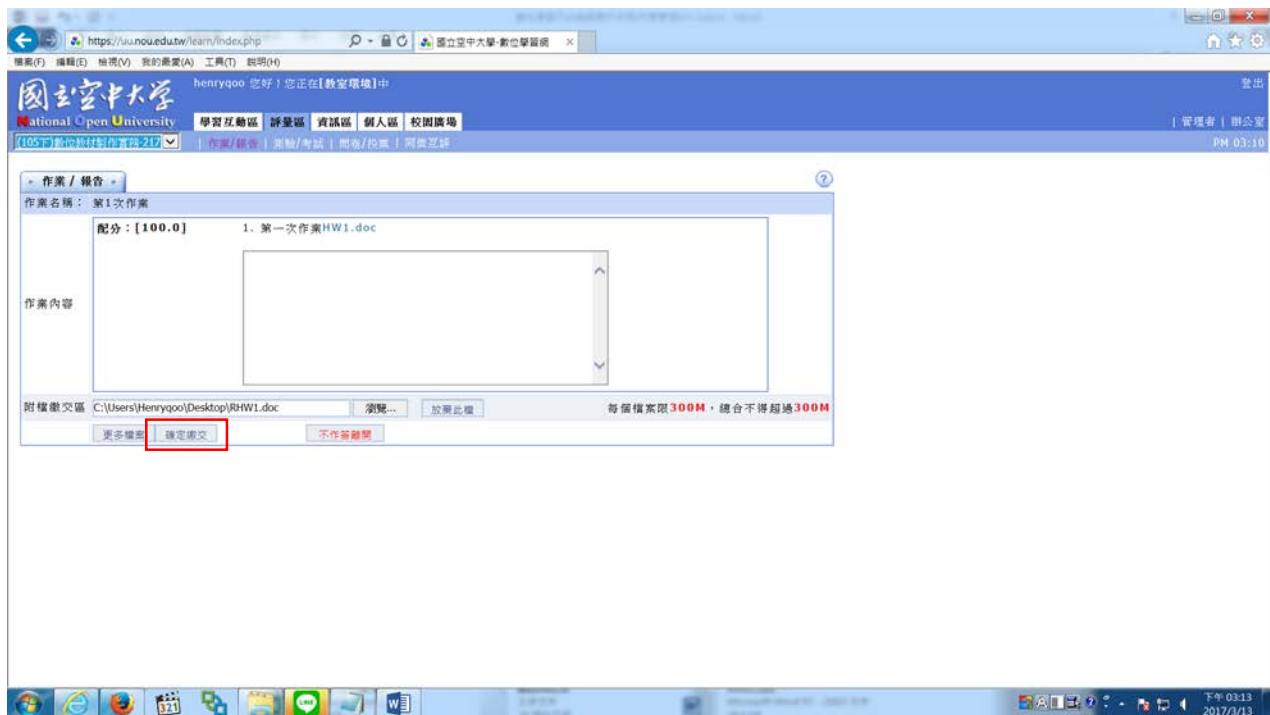 https://uu.nou.edu.tw/learn/index.php
國立空中大學-數位學習網
檔案(F) 編輯(E) 檢視(V) 我的最愛(A) 工具(T) 說明(H)
國立空中大學
National Open University
henryqoo 您好！您正在[教室環境]中
登出
學習互動區 評量區 資訊區 個人區 校園廣場
| 管理者 | 辦公室
(105下)數位教材製作實務-217
| 作業/報告 | 測驗/考試 | 問卷/投票 | 同儕互評
PM 03:10
作業 / 報告
作業名稱： 第1次作業
配分：[100.0] 1. 第一次作業HW1.doc
作業內容
附檔繳交區 C:\Users\Henryqoo\Desktop\RHW1.doc 瀏覽... 放棄此檔 每個檔案限300M，總合不得超過300M
更多檔案 確定繳交 不作答離開
321
LINE
下午 03:13
2017/3/13